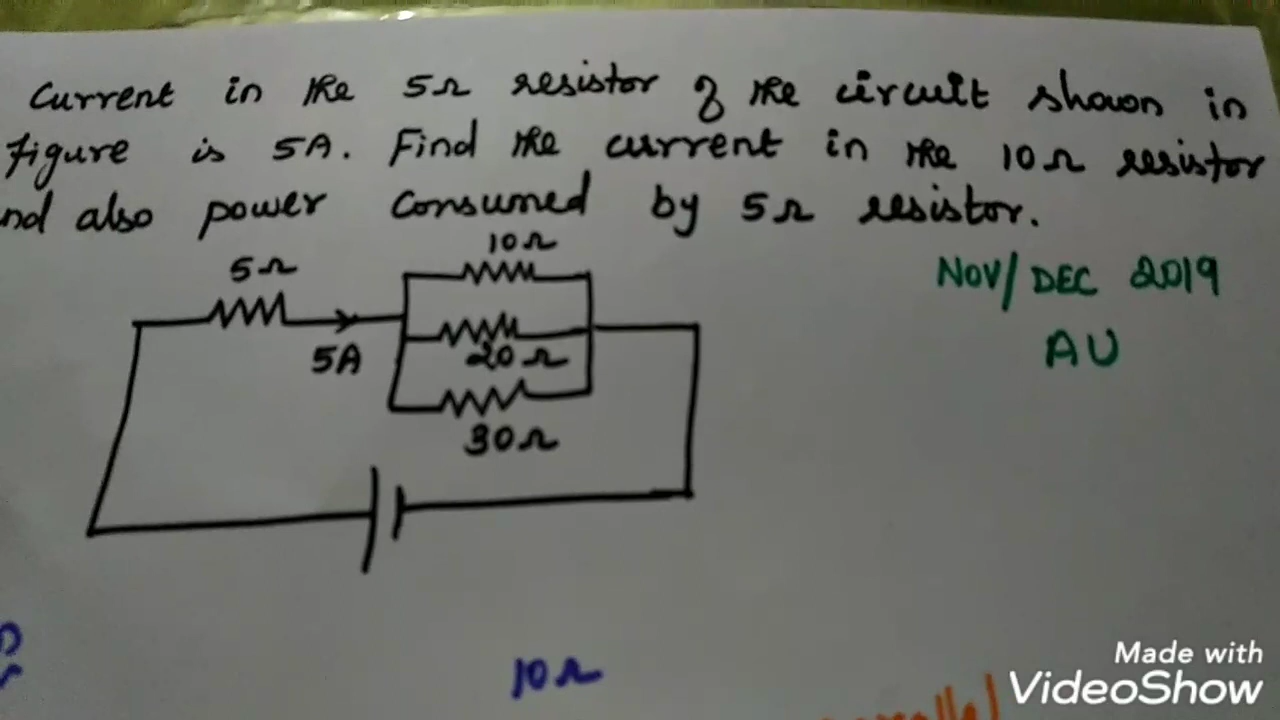 Current in the 5Ω resistor of the circuit shown in
figure is 5A. Find the current in the 10Ω resistor
nd also power consumed by 5Ω resistor.
10Ω
5Ω
NOV/DEC 2019
5A
20Ω
AU
30Ω
10Ω
Made with
VideoShow